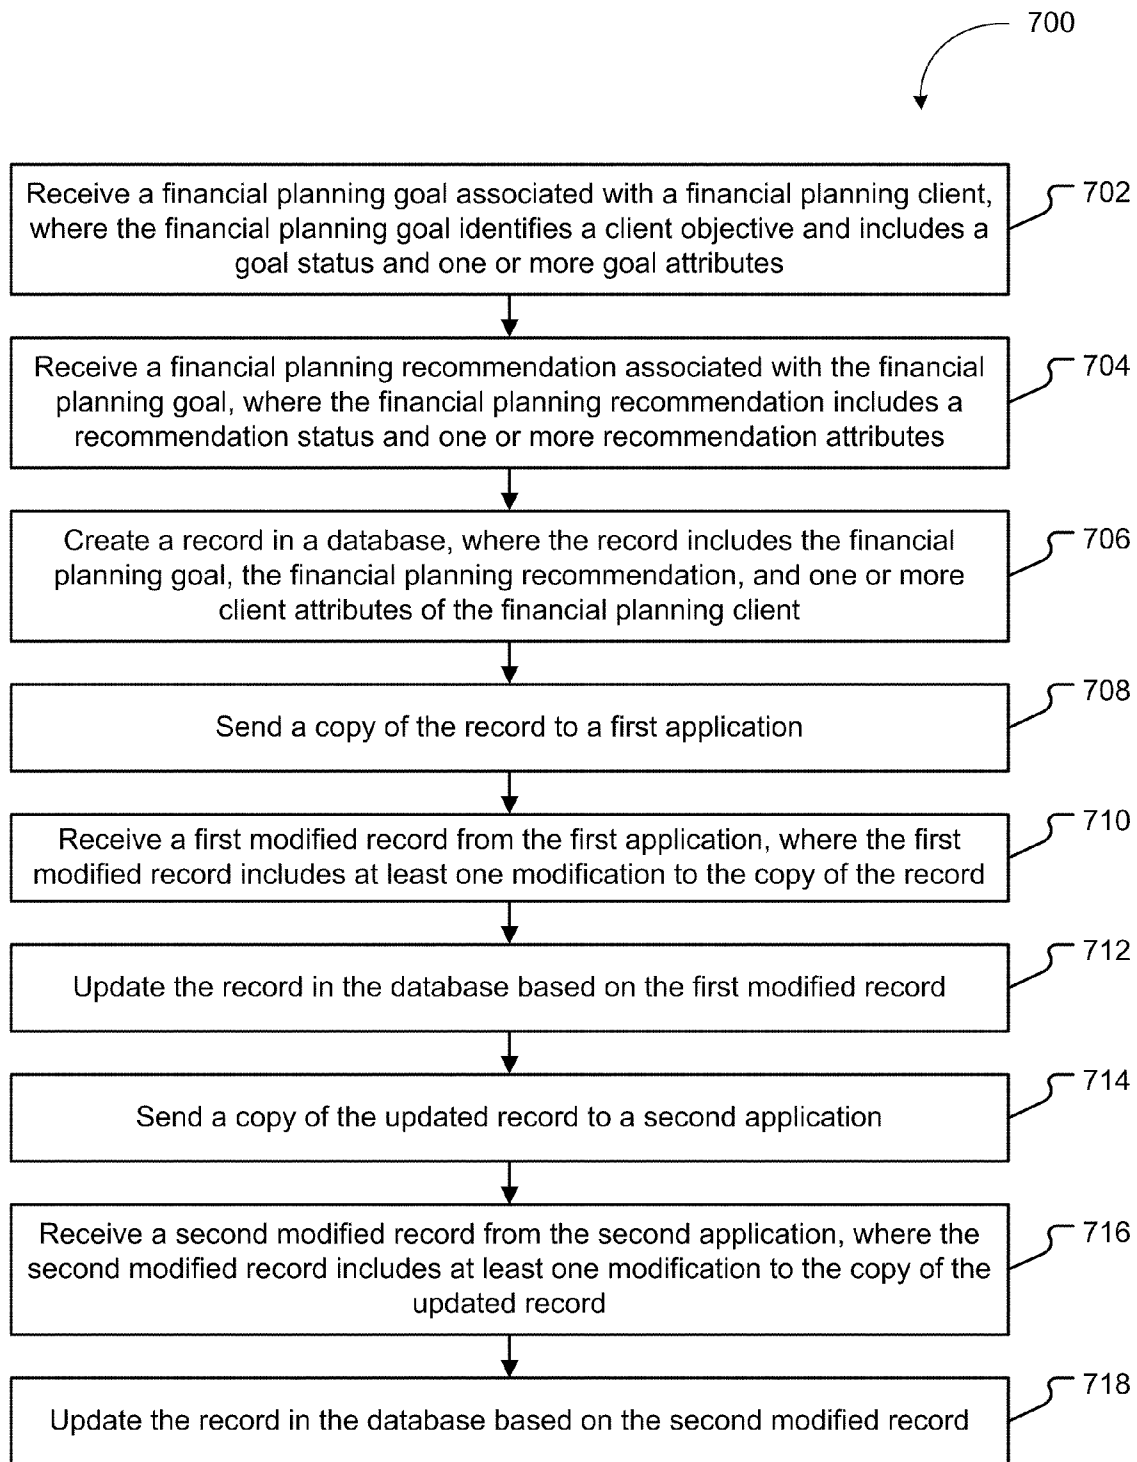 700
Receive a financial planning goal associated with a financial planning client,
where the financial planning goal identifies a client objective and includes a
goal status and one or more goal attributes
702
Receive a financial planning recommendation associated with the financial
planning goal, where the financial planning recommendation includes a
recommendation status and one or more recommendation attributes
704
Create a record in a database, where the record includes the financial
planning goal, the financial planning recommendation, and one or more
client attributes of the financial planning client
706
Send a copy of the record to a first application
708
Receive a first modified record from the first application, where the first
modified record includes at least one modification to the copy of the record
710
Update the record in the database based on the first modified record
712
Send a copy of the updated record to a second application
714
Receive a second modified record from the second application, where the
second modified record includes at least one modification to the copy of the
updated record
716
Update the record in the database based on the second modified record
718